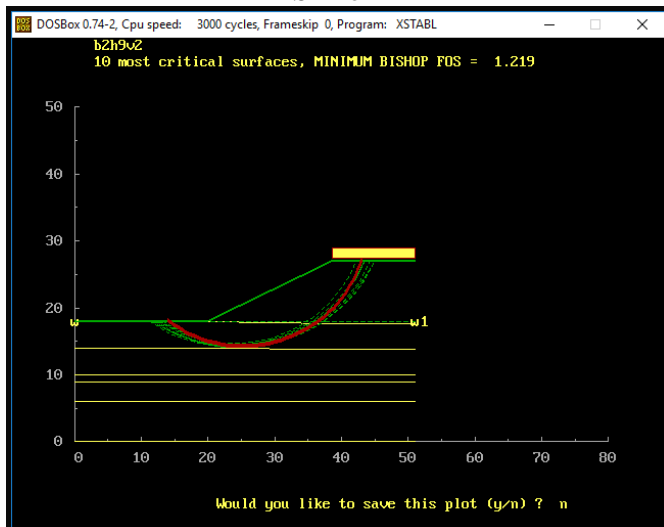 DOSBox 0.74-2, Cpu speed: 3000 cycles, Frameskip 0, Program: XSTABL
b2h9v2
10 most critical surfaces, MINIMUM BISHOP FOS = 1.219
50
40
30
20
w
w1
10
0
0 10 20 30 40 50 60 70 80
Would you like to save this plot (y/n) ? n